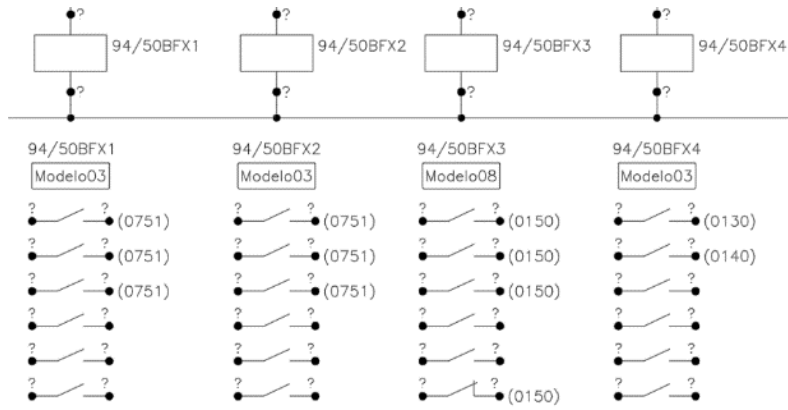 ? ? ? ?
94/50BFX1 94/50BFX2 94/50BFX3 94/50BFX4
? ? ? ?
94/50BFX1 94/50BFX2 94/50BFX3 94/50BFX4
Modelo03 Modelo03 Modelo08 Modelo03
? ? (0751) ? ? (0751) ? ? (0150) ? ? (0130)
? ? (0751) ? ? (0751) ? ? (0150) ? ? (0140)
? ? (0751) ? ? (0751) ? ? (0150) ? ?
? ? ? ? ? ? ? ?
? ? ? ? ? ? ? ?
? ? ? ? ? ? (0150) ? ?